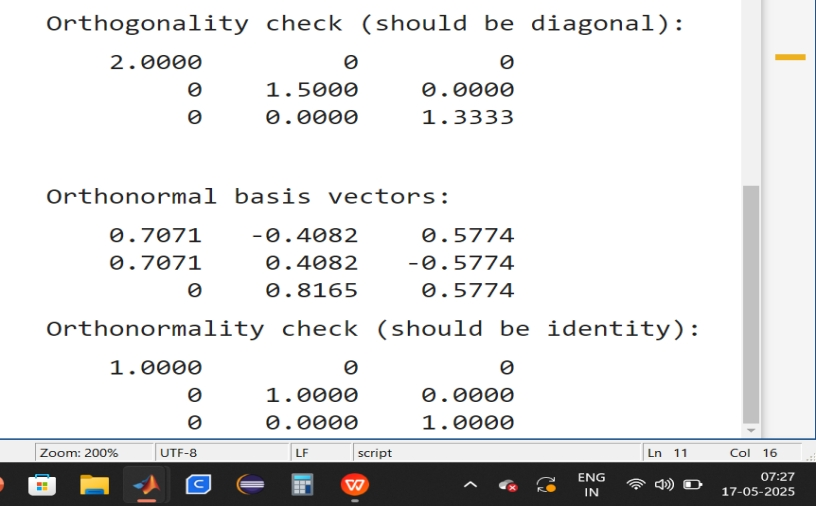 Orthogonality check (should be diagonal):
2.0000 0 0
0 1.5000 0.0000
0 0.0000 1.3333
Orthonormal basis vectors:
0.7071 -0.4082 0.5774
0.7071 0.4082 -0.5774
0 0.8165 0.5774
Orthonormality check (should be identity):
1.0000 0 0
0 1.0000 0.0000
0 0.0000 1.0000
Zoom: 200% UTF-8 LF script Ln 11 Col 16
ENG 07:27
IN 17-05-2025